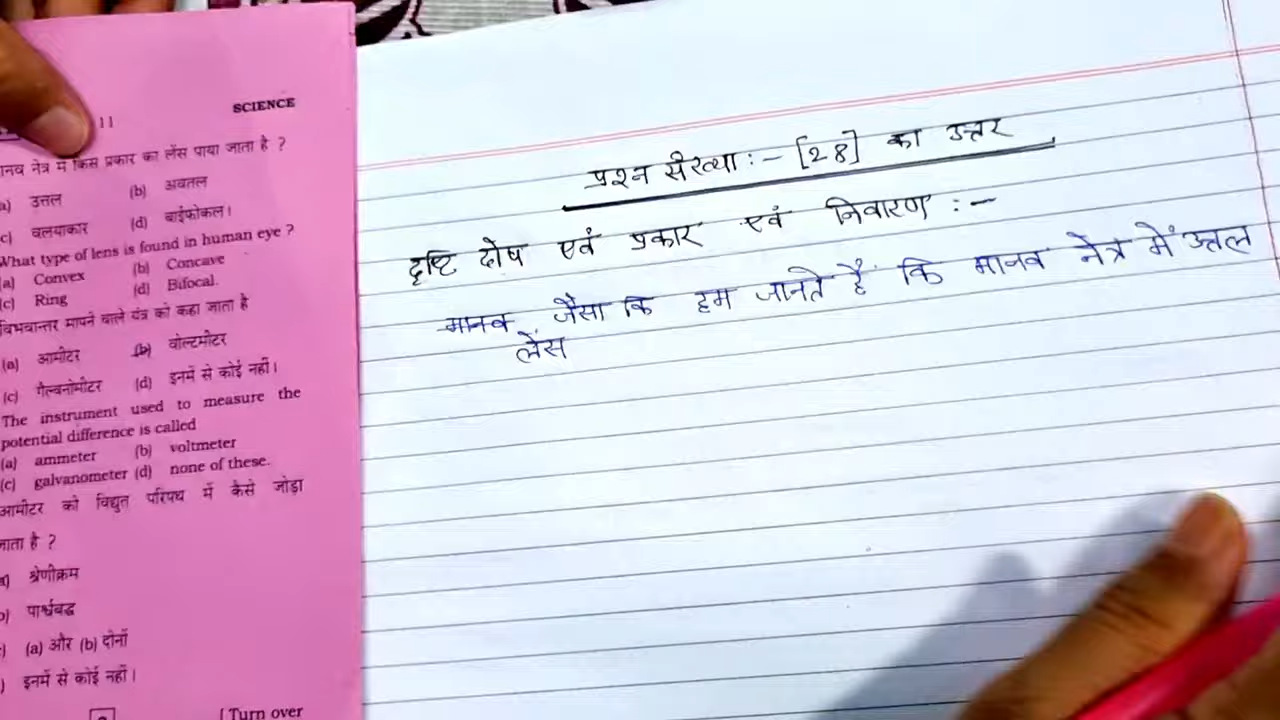 11 SCIENCE
मानव नेत्र में किस प्रकार का लेंस पाया जाता है ?
a) उत्तल (b) अवतल
c) वलयाकार (d) बाईफोकल।
What type of lens is found in human eye ?
(a) Convex (b) Concave
(c) Ring (d) Bifocal.
विभवान्तर मापने वाले यंत्र को कहा जाता है
(a) आमीटर (b) वोल्टमीटर
(c) गैल्वनोमीटर (d) इनमें से कोई नहीं।
The instrument used to measure the
potential difference is called
(a) ammeter (b) voltmeter
(c) galvanometer (d) none of these.
आमीटर को विद्युत परिपथ में कैसे जोड़ा
जाता है ?
a) श्रेणीक्रम
b) पार्श्वबद्ध
) (a) और (b) दोनों
) इनमें से कोई नहीं।
[ Turn over
प्रश्न संख्या :- [28] का उत्तर
दृष्टि दोष एवं प्रकार एवं निवारण :-
मानव जैसा कि हम जानते हैं कि मानव नेत्र में उत्तल
लेंस